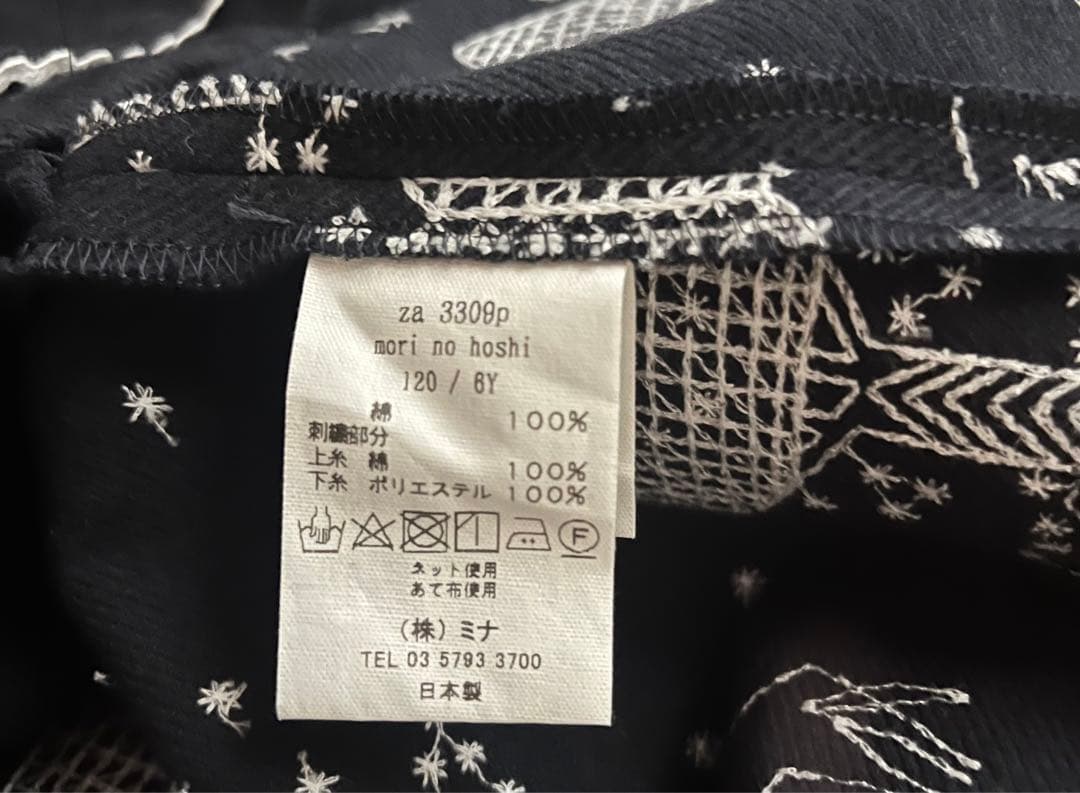 za 3309p
mori no hoshi
120 / 6Y
綿 100%
刺繍部分
上糸 綿 100%
下糸 ポリエステル 100%
F
ネット使用
あて布使用
(株)ミナ
TEL 03 5793 3700
日本製